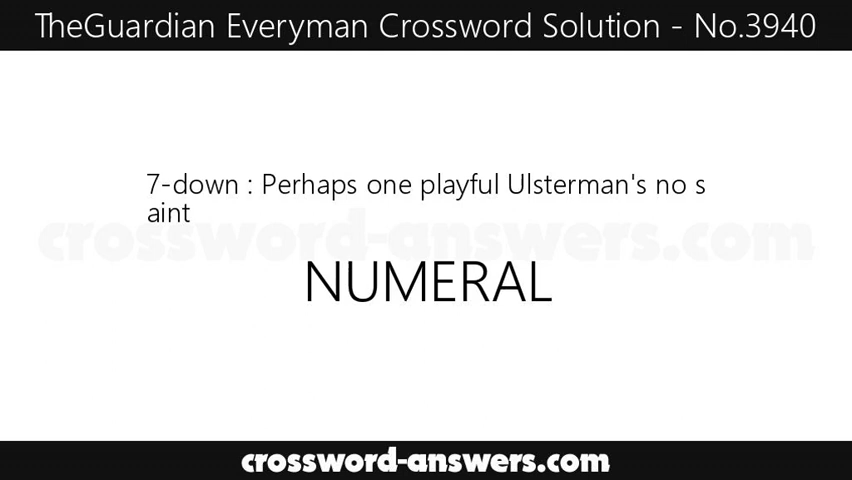 TheGuardian Everyman Crossword Solution - No.3940
7-down : Perhaps one playful Ulsterman's no s
aint
crossword-answers.com
NUMERAL
crossword-answers.com